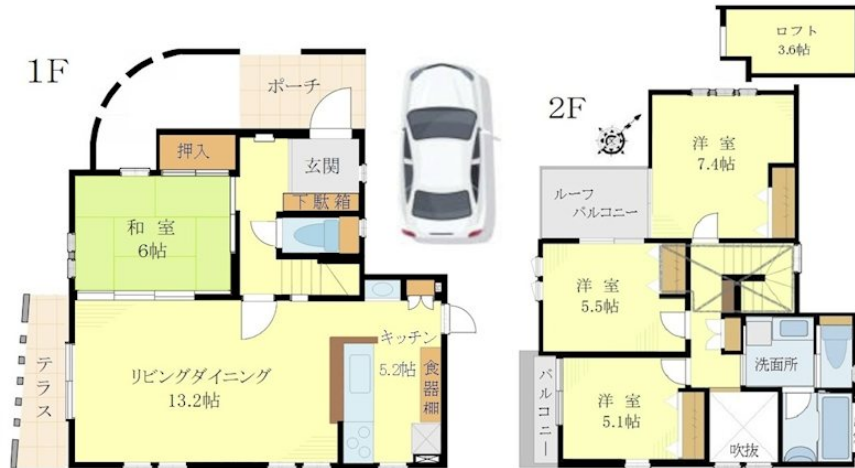 1F
ポーチ
押入
玄関
下駄箱
和室
6帖
キッチン
5.2帖
食器棚
リビングダイニング
13.2帖
テラス
ロフト
3.6帖
2F
洋室
7.4帖
ルーフ
バルコニー
洋室
5.5帖
洗面所
洋室
5.1帖
バルコニー
吹抜